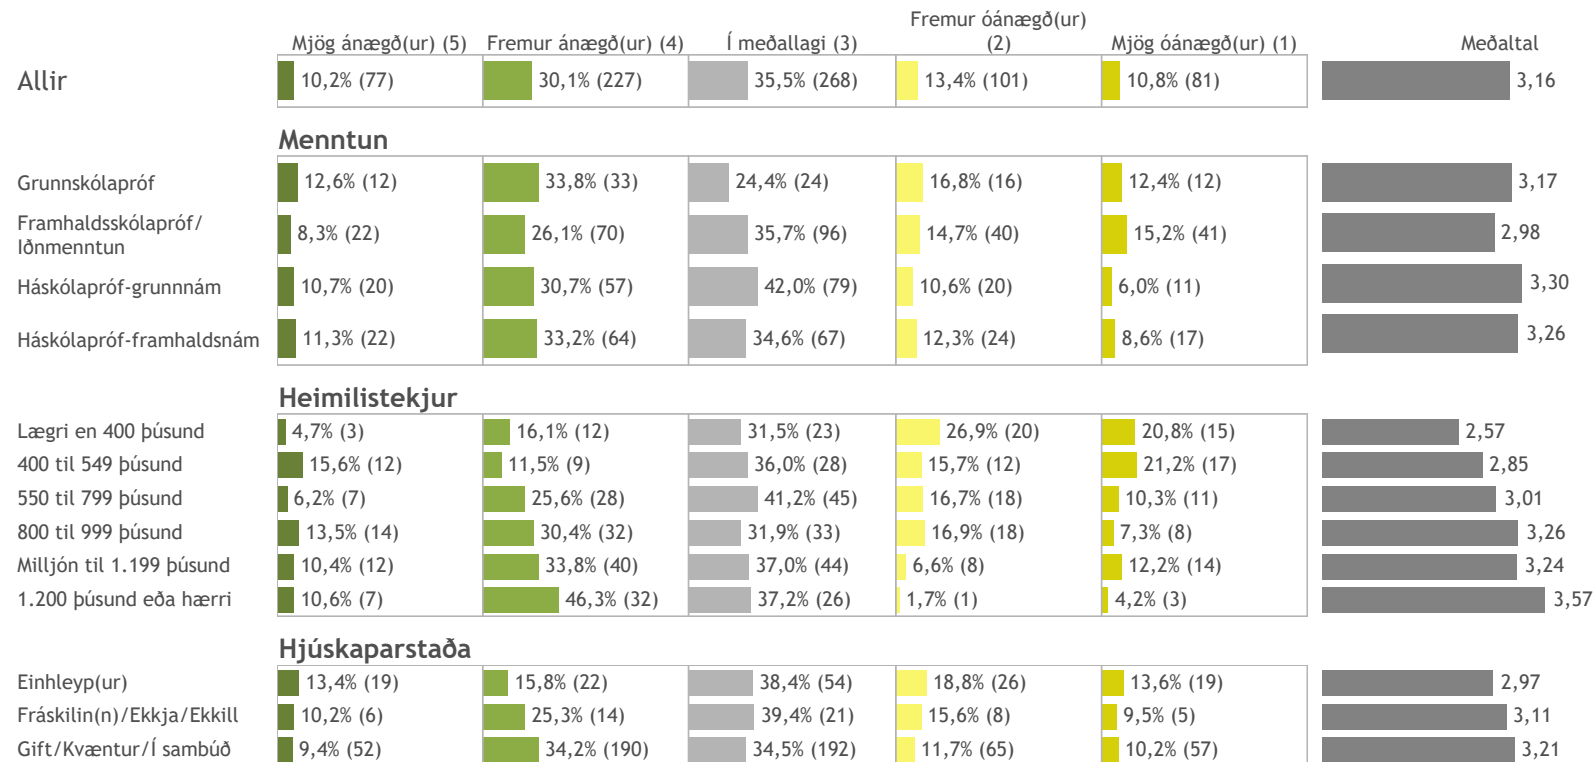 Mjög ánægð(ur) (5) Fremur ánægð(ur) (4) Í meðallagi (3) Fremur óánægð(ur) (2) Mjög óánægð(ur) (1) Meðaltal
Allir 10,2% (77) 30,1% (227) 35,5% (268) 13,4% (101) 10,8% (81) 3,16
Menntun
Grunnskólapróf 12,6% (12) 33,8% (33) 24,4% (24) 16,8% (16) 12,4% (12) 3,17
Framhaldsskólapróf/
Iðnmenntun 8,3% (22) 26,1% (70) 35,7% (96) 14,7% (40) 15,2% (41) 2,98
Háskólapróf-grunnnám 10,7% (20) 30,7% (57) 42,0% (79) 10,6% (20) 6,0% (11) 3,30
Háskólapróf-framhaldsnám 11,3% (22) 33,2% (64) 34,6% (67) 12,3% (24) 8,6% (17) 3,26
Heimilistekjur
Lægri en 400 þúsund 4,7% (3) 16,1% (12) 31,5% (23) 26,9% (20) 20,8% (15) 2,57
400 til 549 þúsund 15,6% (12) 11,5% (9) 36,0% (28) 15,7% (12) 21,2% (17) 2,85
550 til 799 þúsund 6,2% (7) 25,6% (28) 41,2% (45) 16,7% (18) 10,3% (11) 3,01
800 til 999 þúsund 13,5% (14) 30,4% (32) 31,9% (33) 16,9% (18) 7,3% (8) 3,26
Milljón til 1.199 þúsund 10,4% (12) 33,8% (40) 37,0% (44) 6,6% (8) 12,2% (14) 3,24
1.200 þúsund eða hærri 10,6% (7) 46,3% (32) 37,2% (26) 1,7% (1) 4,2% (3) 3,57
Hjúskaparstaða
Einhleyp(ur) 13,4% (19) 15,8% (22) 38,4% (54) 18,8% (26) 13,6% (19) 2,97
Fráskilin(n)/Ekkja/Ekkill 10,2% (6) 25,3% (14) 39,4% (21) 15,6% (8) 9,5% (5) 3,11
Gift/Kvæntur/Í sambúð 9,4% (52) 34,2% (190) 34,5% (192) 11,7% (65) 10,2% (57) 3,21